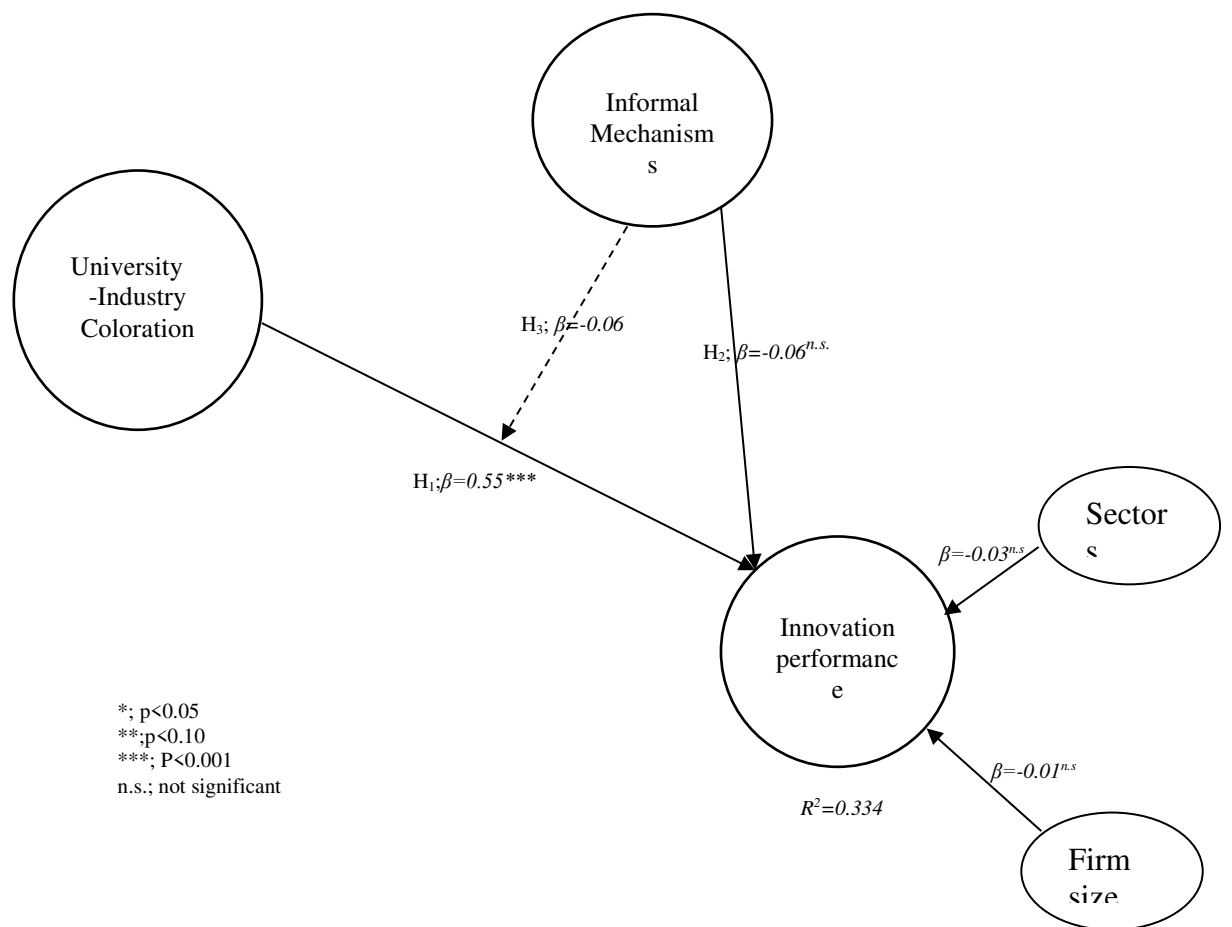 Informal
Mechanism
s
University
-Industry
Coloration
H₃; β=-0.06
H₂; β=-0.06ⁿ·ˢ·
H₁;β=0.55***
Sector
s
β=-0.03ⁿ·ˢ
Innovation
performanc
e
*; p<0.05
**;p<0.10
***; P<0.001
n.s.; not significant
β=-0.01ⁿ·ˢ
R²=0.334
Firm
size